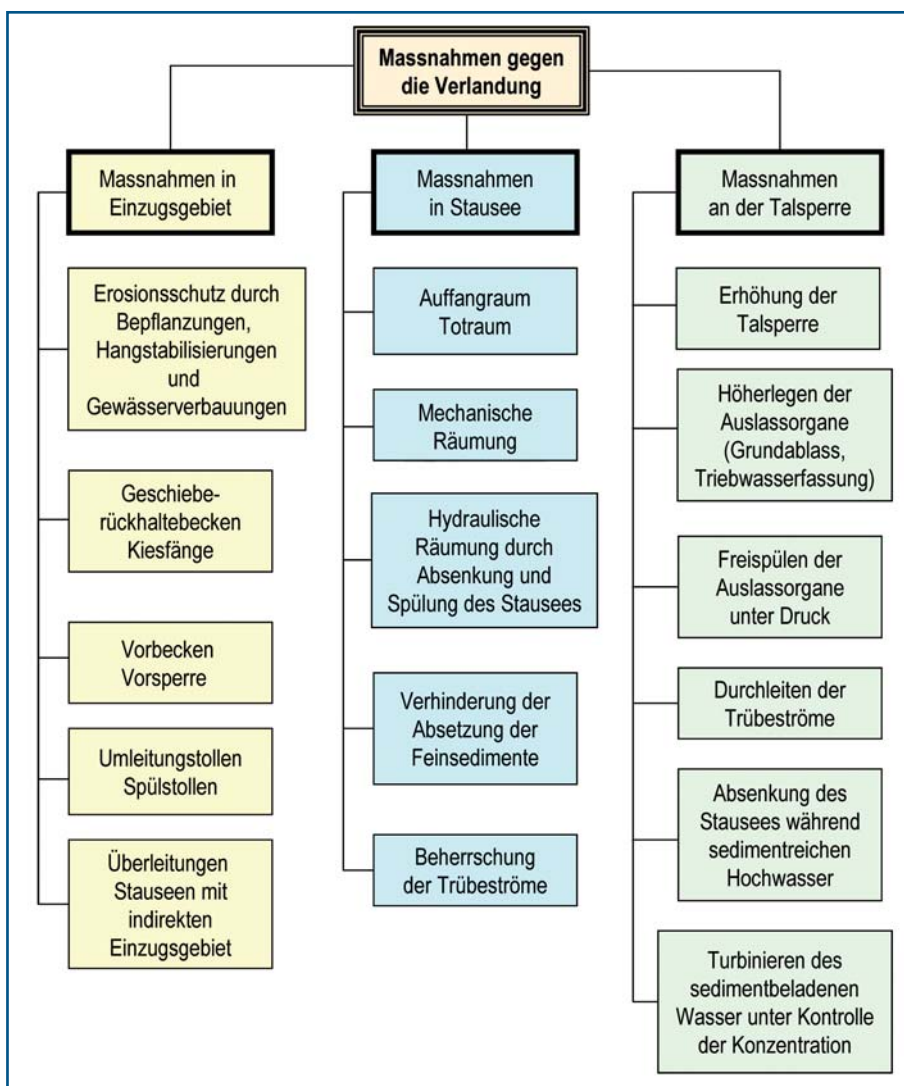 Massnahmen gegen
die Verlandung
Massnahmen in
Einzugsgebiet
Erosionsschutz durch
Bepflanzungen,
Hangstabilisierungen
und
Gewässerverbauungen
Geschiebe-
rückhaltebecken
Kiesfänge
Vorbecken
Vorsperre
Umleitungstollen
Spülstollen
Überleitungen
Stauseen mit
indirekten
Einzugsgebiet
Massnahmen
in Stausee
Auffangraum
Totraum
Mechanische
Räumung
Hydraulische
Räumung durch
Absenkung und
Spülung des Stausees
Verhinderung der
Absetzung der
Feinsedimente
Beherrschung
der Trübeströme
Massnahmen
an der Talsperre
Erhöhung der
Talsperre
Höherlegen der
Auslassorgane
(Grundablass,
Triebwasserfassung)
Freispülen der
Auslassorgane
unter Druck
Durchleiten der
Trübeströme
Absenkung des
Stausees während
sedimentreichen
Hochwasser
Turbinieren des
sedimentbeladenen
Wasser unter Kontrolle
der Konzentration